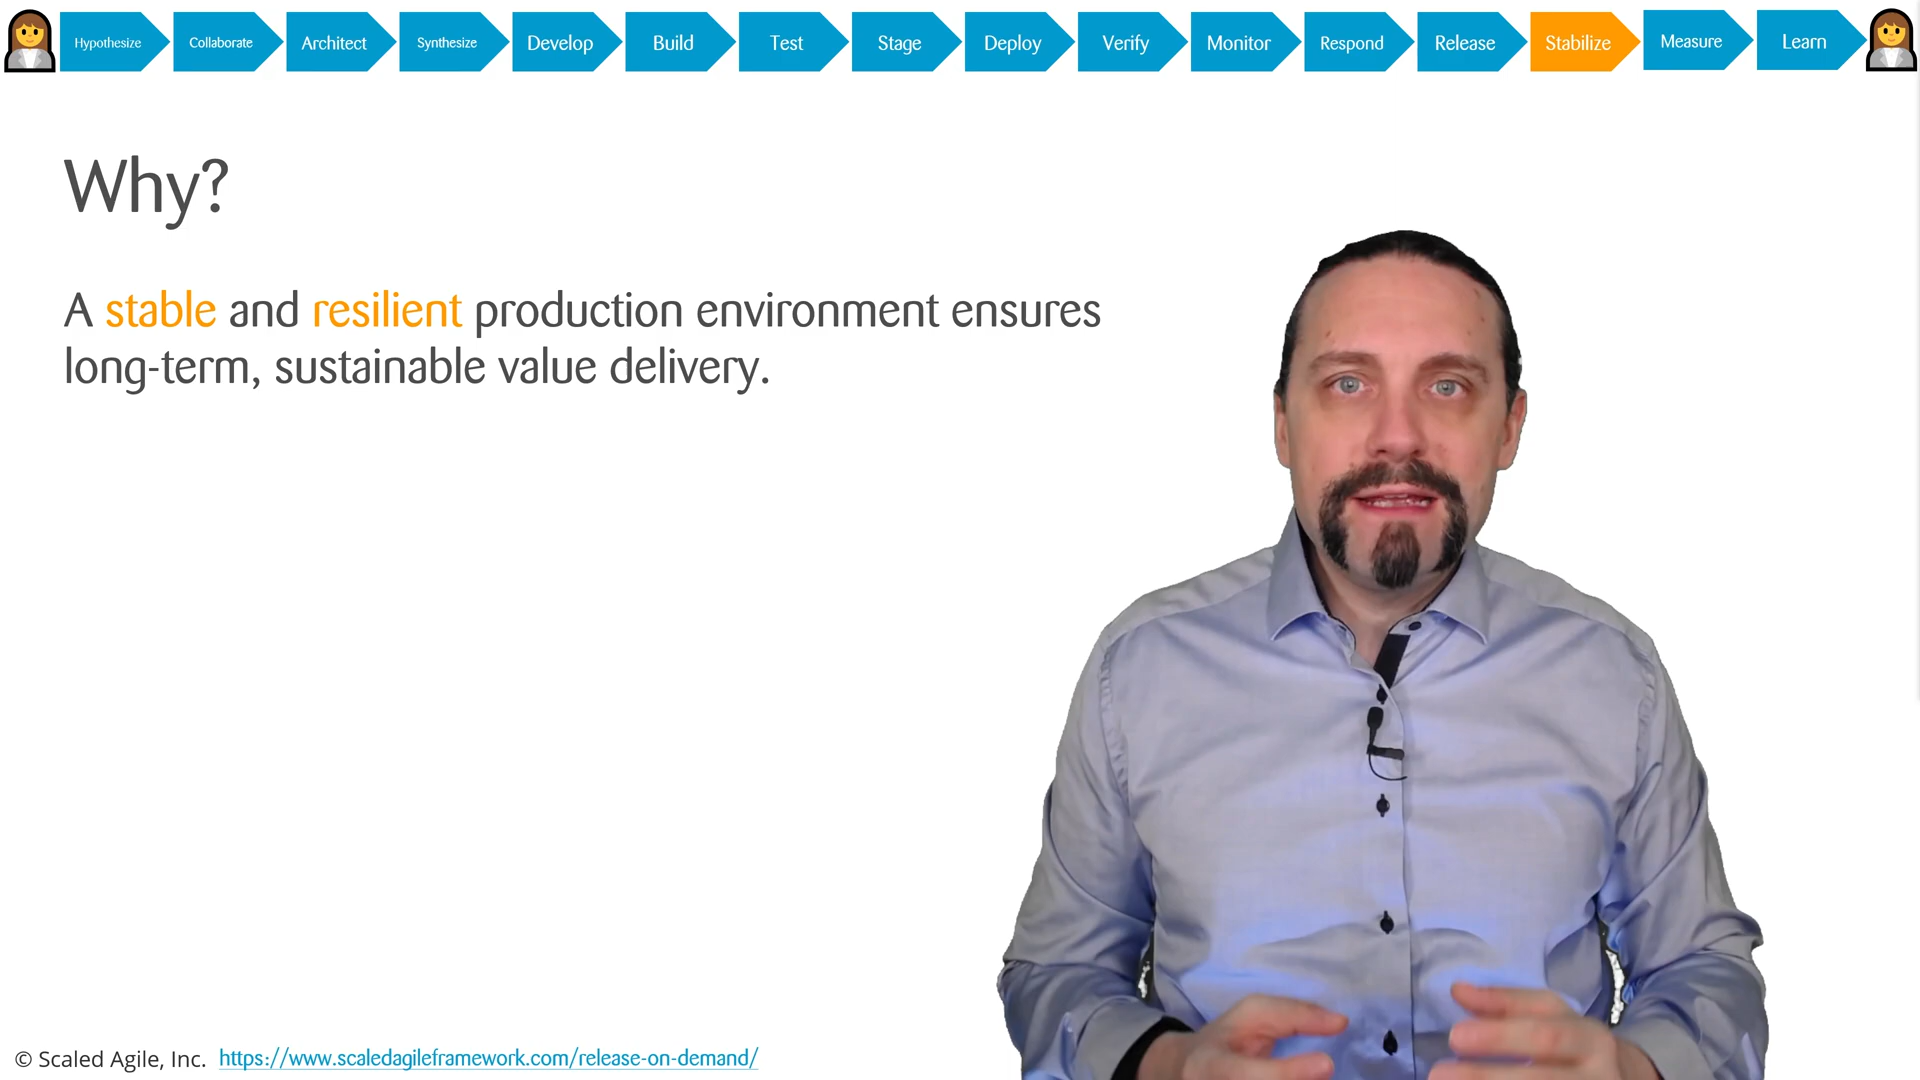 Hypothesize Collaborate Architect Synthesize Develop Build Test Stage Deploy Verify Monitor Respond Release Stabilize Measure Learn
Why?
A stable and resilient production environment ensures
long-term, sustainable value delivery.
© Scaled Agile, Inc. https://www.scaledagileframework.com/release-on-demand/